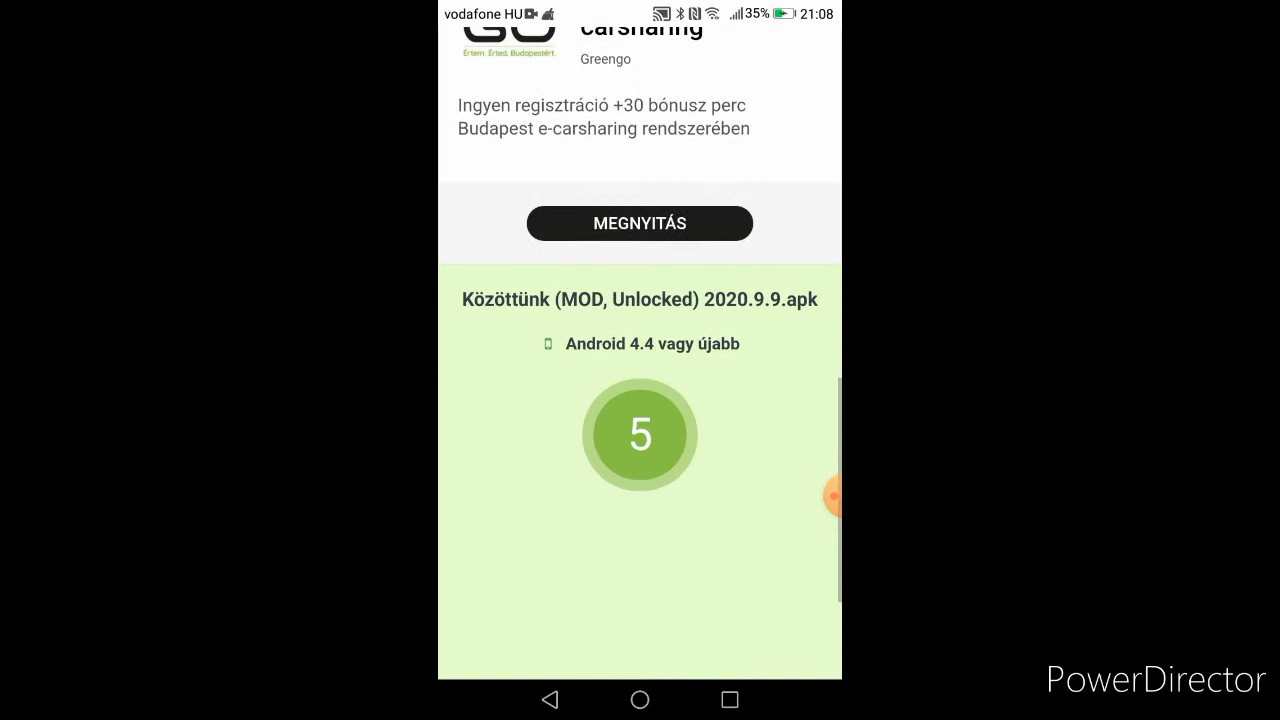 vodafone HU 35% 21:08
carsharing
Értem. Érted. Budapestért.
Greengo
Ingyen regisztráció +30 bónusz perc
Budapest e-carsharing rendszerében
MEGNYITÁS
Közöttünk (MOD, Unlocked) 2020.9.9.apk
Android 4.4 vagy újabb
5
PowerDirector